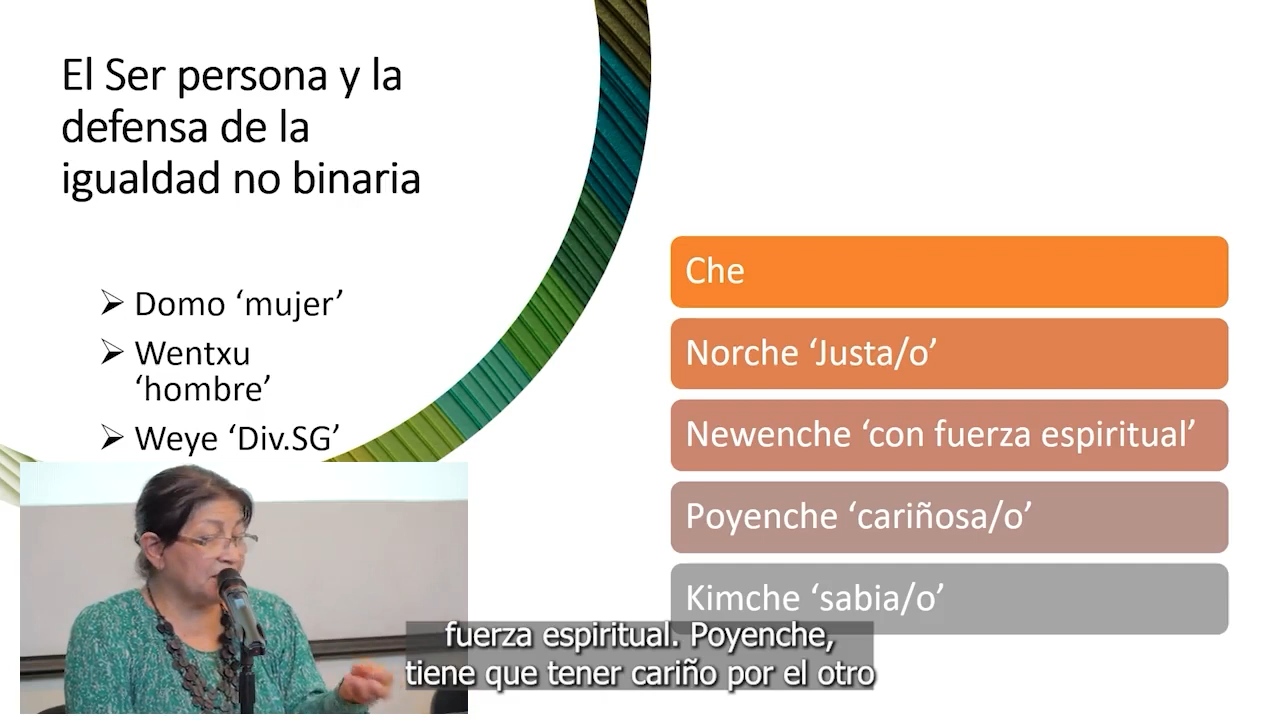 El Ser persona y la
defensa de la
igualdad no binaria
➢ Domo ‘mujer’
➢ Wentxu
‘hombre’
➢ Weye ‘Div.SG’
Che
Norche ‘Justa/o’
Newenche ‘con fuerza espiritual’
Poyenche ‘cariñosa/o’
Kimche ‘sabia/o’
fuerza espiritual. Poyenche,
tiene que tener cariño por el otro